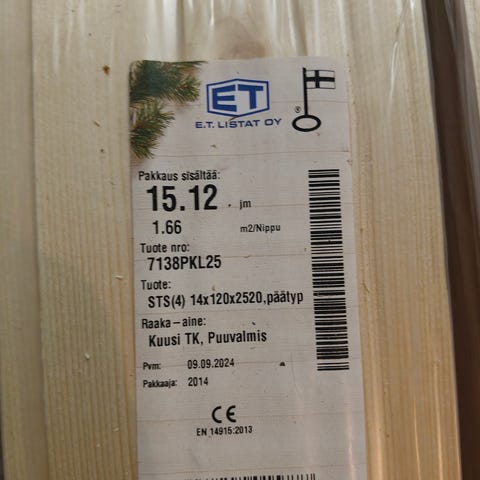 ET
E.T. LISTAT OY
®
Pakkaus sisältää:
15.12 jm
1.66 m2/Nippu
Tuote nro:
7138PKL25
Tuote:
STS(4) 14x120x2520,päätyp
Raaka-aine:
Kuusi TK, Puuvalmis
Pvm: 09.09.2024
Pakkaaja: 2014
CE
EN 14915:2013